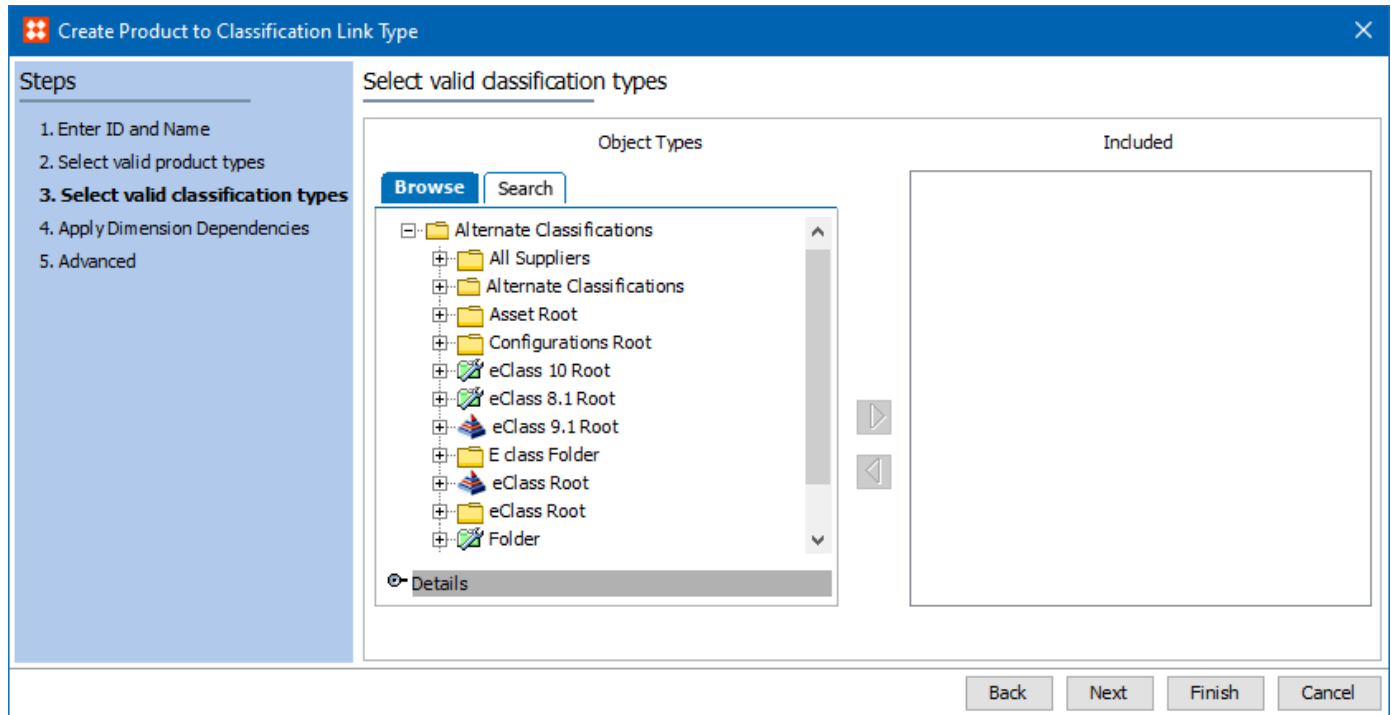 Create Product to Classification Link Type
Steps
1. Enter ID and Name
2. Select valid product types
3. Select valid classification types
4. Apply Dimension Dependencies
5. Advanced
Select valid classification types
Object Types
Included
Browse
Search
Alternate Classifications
All Suppliers
Alternate Classifications
Asset Root
Configurations Root
eClass 10 Root
eClass 8.1 Root
eClass 9.1 Root
E class Folder
eClass Root
eClass Root
Folder
Details
Back
Next
Finish
Cancel